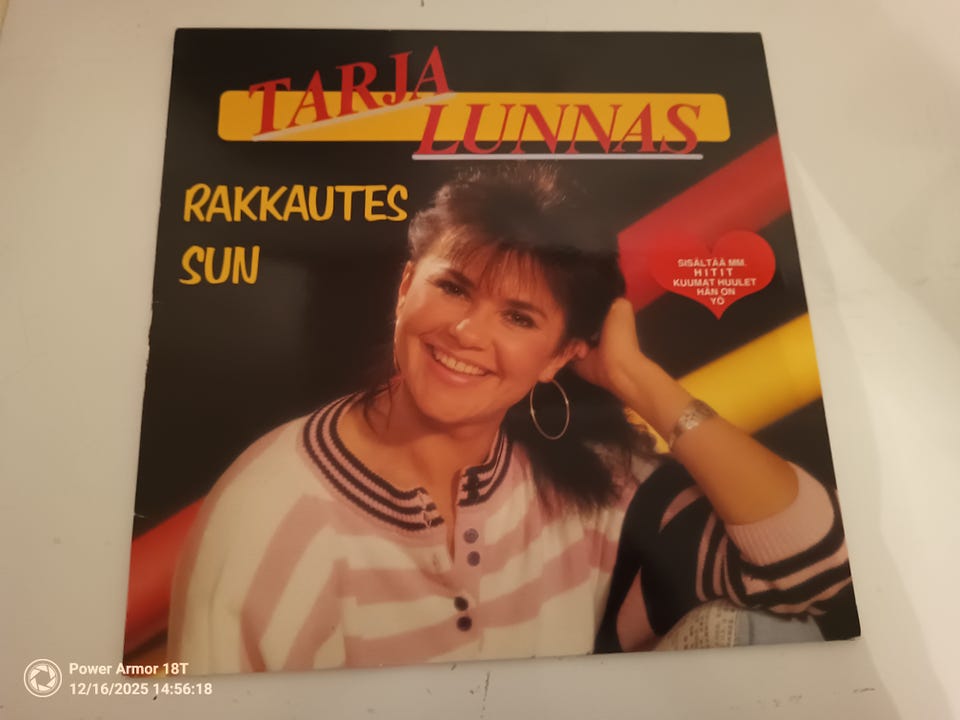 TARJA
LUNNAS
RAKKAUTES
SUN
SISÄLTÄÄ MM.
HITIT
KUUMAT HUULET
HÄN ON
YÖ
Power Armor 18T
12/16/2025 14:56:18